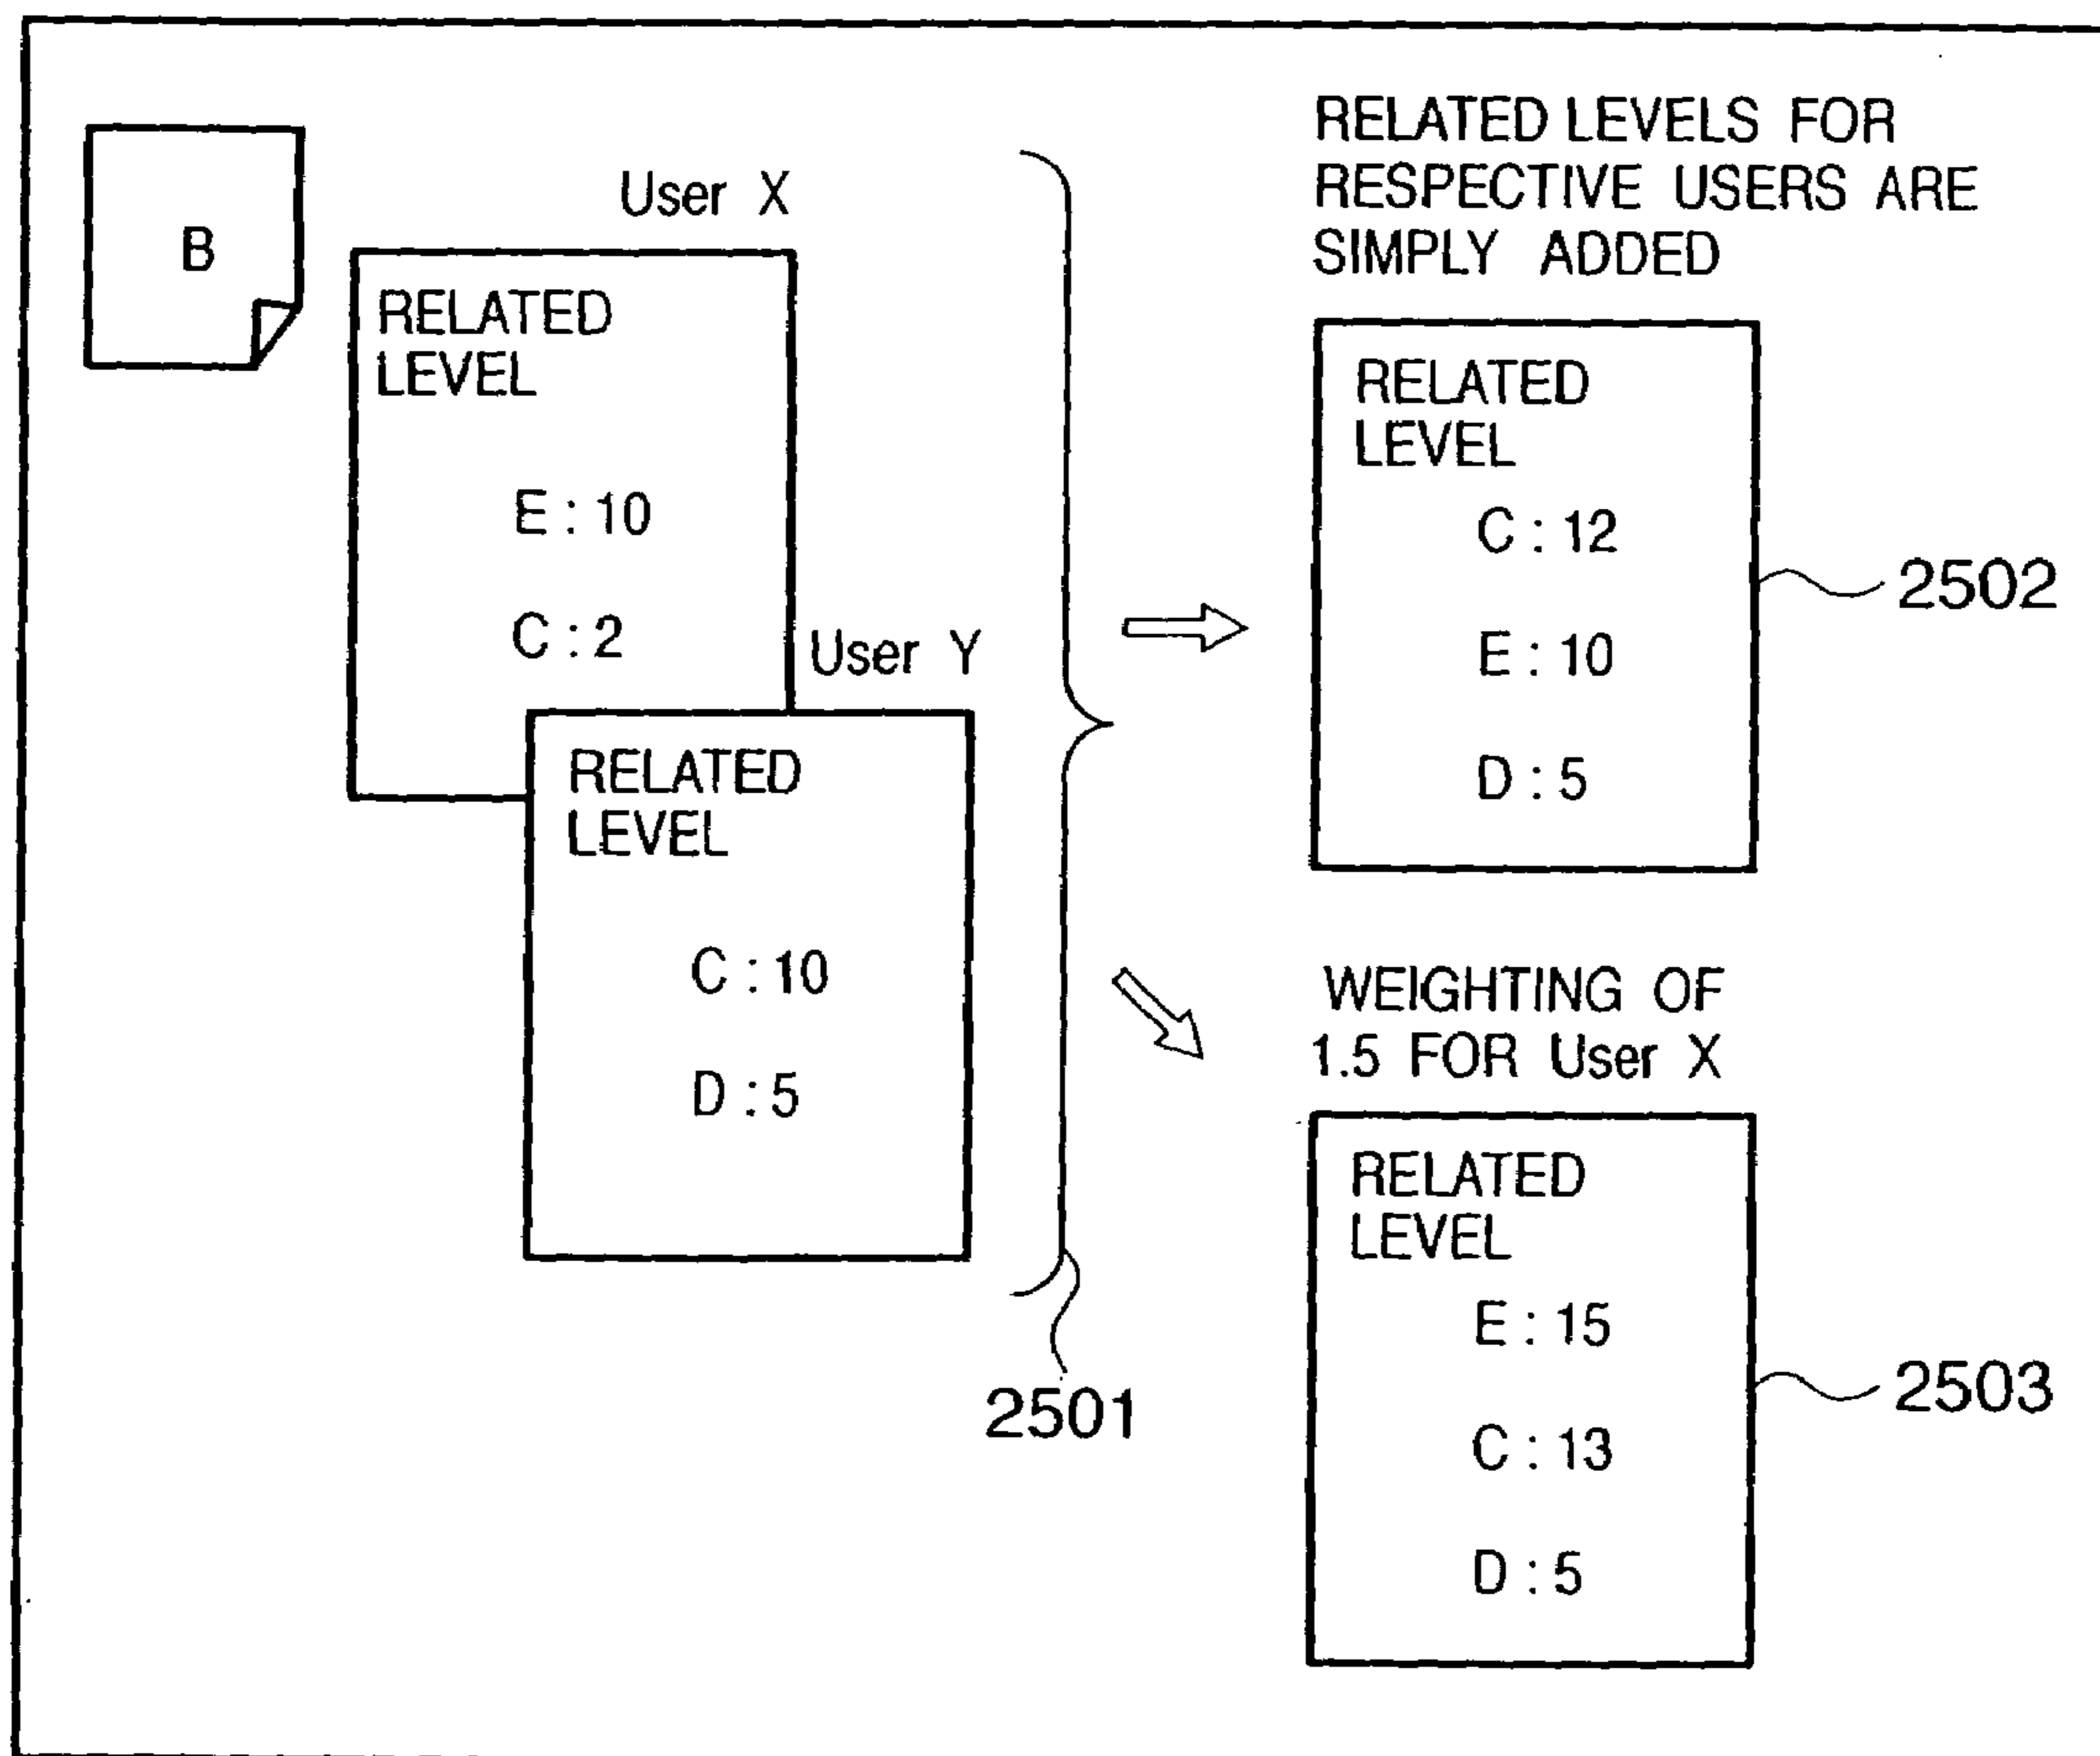 B
User X
RELATED
LEVEL
E : 10
C : 2
User Y
RELATED
LEVEL
C : 10
D : 5
2501
RELATED LEVELS FOR
RESPECTIVE USERS ARE
SIMPLY ADDED
RELATED
LEVEL
C : 12
E : 10
D : 5
2502
WEIGHTING OF
1.5 FOR User X
RELATED
LEVEL
E : 15
C : 13
D : 5
2503